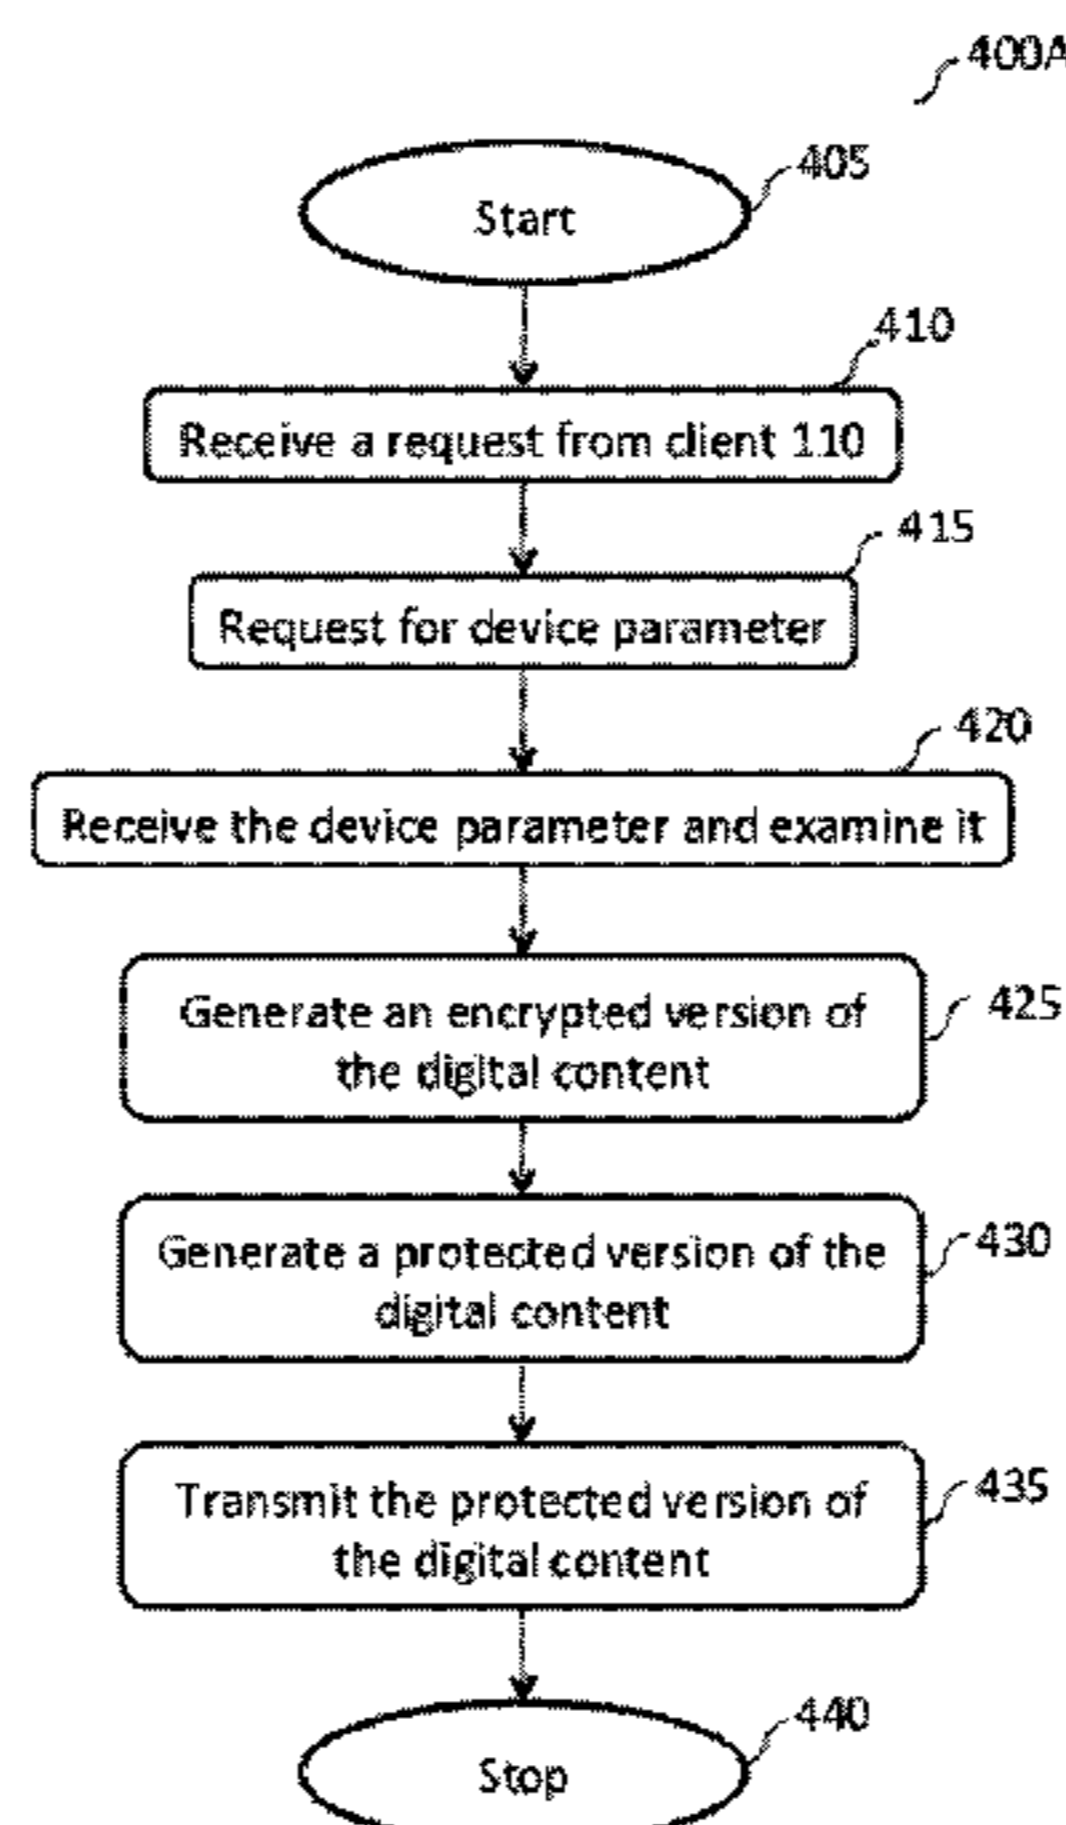 400A
405
Start
410
Receive a request from client 110
415
Request for device parameter
420
Receive the device parameter and examine it
Generate an encrypted version of
the digital content
425
Generate a protected version of the
digital content
430
Transmit the protected version of
the digital content
435
440
Stop